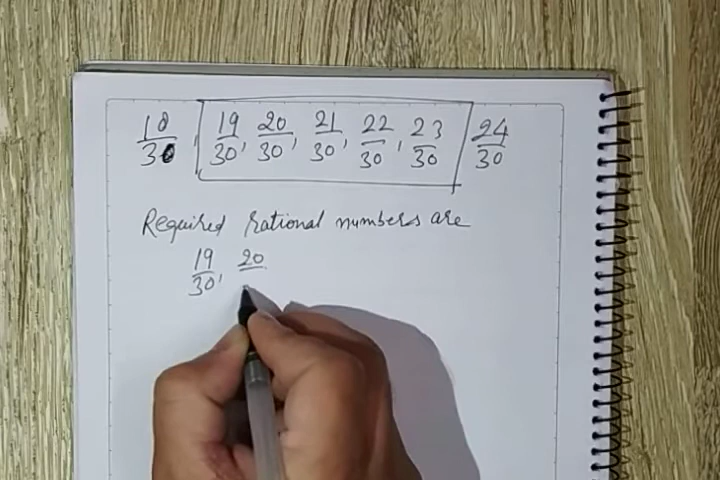 18/30, 19/30, 20/30, 21/30, 22/30, 23/30 24/30
Required rational numbers are
19/30, 20